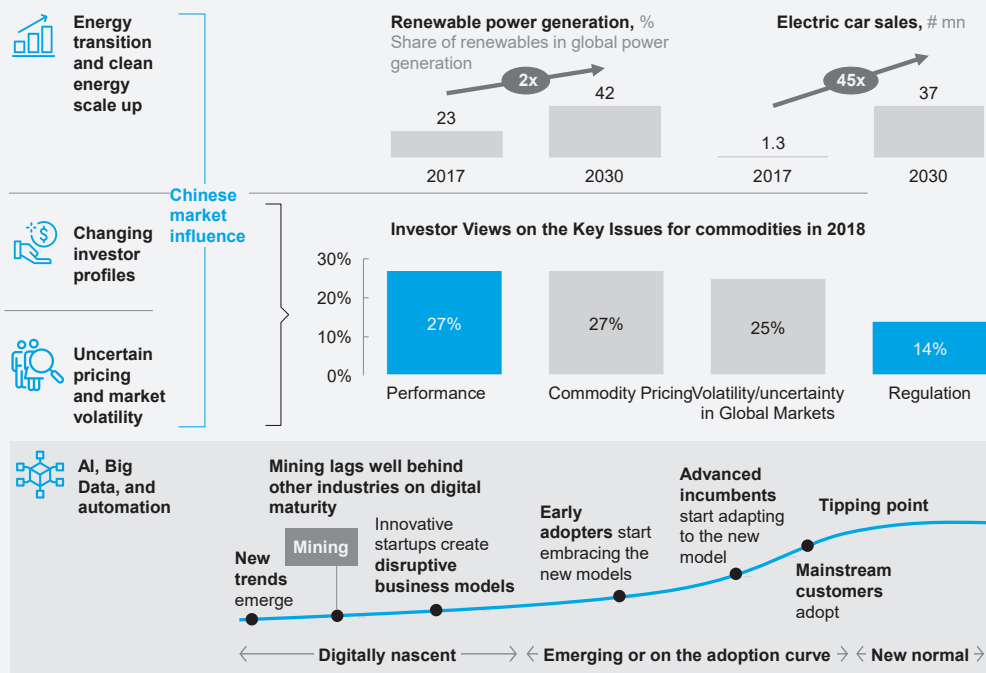 Energy
transition
and clean
energy
scale up
Renewable power generation, %
Share of renewables in global power
generation
2x
23
42
2017
2030
Electric car sales, # mn
45x
1.3
37
2017
2030
Chinese
market
influence
Changing
investor
profiles
Uncertain
pricing
and market
volatility
Investor Views on the Key Issues for commodities in 2018
30%
20%
10%
0%
27%
27%
25%
14%
Performance
Commodity Pricing
Volatility/uncertainty
in Global Markets
Regulation
AI, Big
Data, and
automation
Mining lags well behind
other industries on digital
maturity
Mining
New
trends
emerge
Innovative
startups create
disruptive
business models
Early
adopters start
embracing the
new models
Advanced
incumbents
start adapting
to the new
model
Tipping point
Mainstream
customers
adopt
Digitally nascent
Emerging or on the adoption curve
New normal